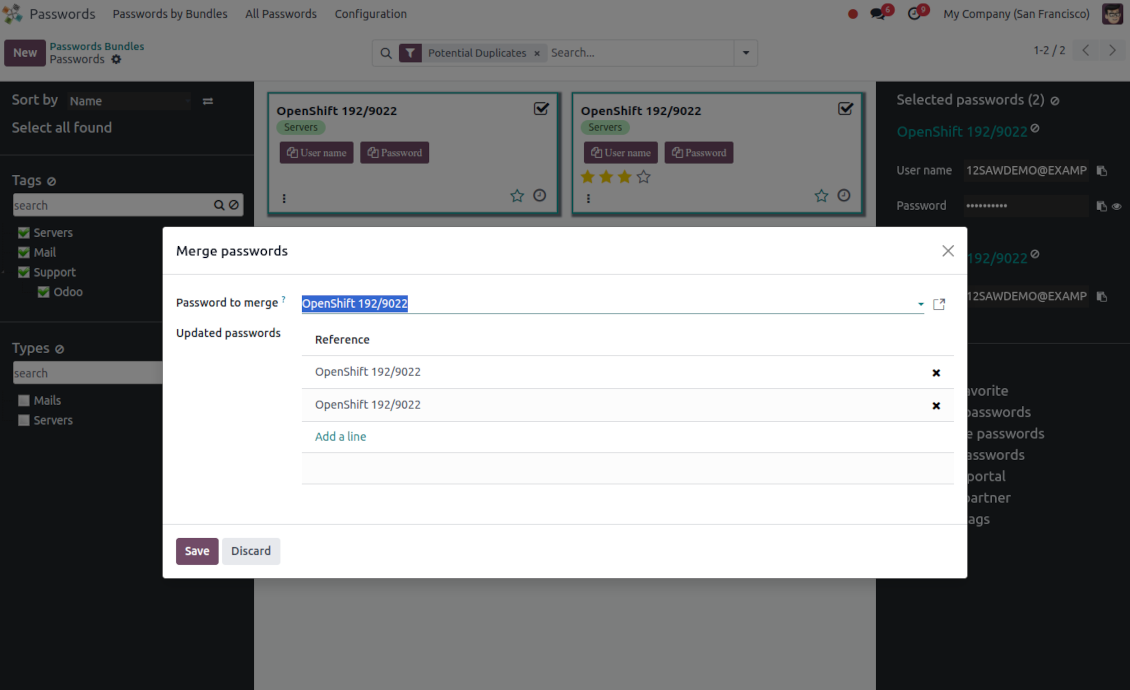 Passwords Passwords by Bundles All Passwords Configuration 6 9 My Company (San Francisco)
New Passwords Bundles
Passwords
Potential Duplicates × Search...
1-2 / 2
Sort by Name
Select all found
Tags
search
Servers
Mail
Support
Odoo
Types
search
Mails
Servers
OpenShift 192/9022
Servers
User name Password
OpenShift 192/9022
Servers
User name Password
Selected passwords (2)
OpenShift 192/9022
User name 12SAWDEMO@EXAMP
Password ••••••••••
192/9022
12SAWDEMO@EXAMP
passwords
passwords
portal
Merge passwords
Password to merge ? OpenShift 192/9022
Updated passwords
Reference
OpenShift 192/9022
OpenShift 192/9022
Add a line
Save Discard